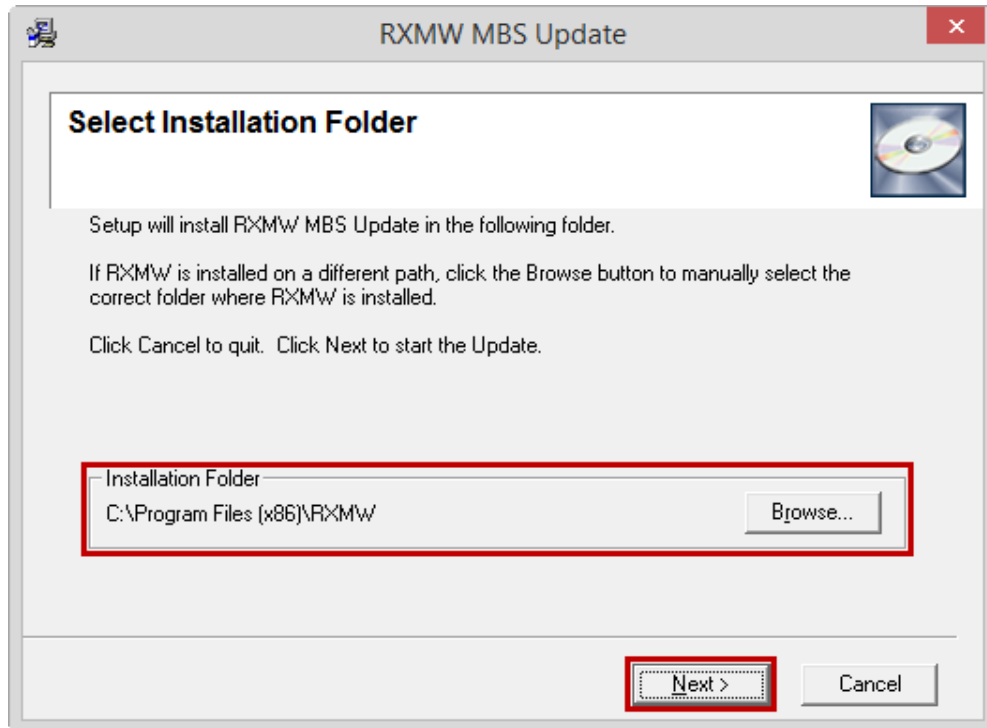 RXMW MBS Update
Select Installation Folder
Setup will install RXMW MBS Update in the following folder.
If RXMW is installed on a different path, click the Browse button to manually select the
correct folder where RXMW is installed.
Click Cancel to quit.  Click Next to start the Update.
Installation Folder
C:\Program Files (x86)\RXMW
Browse...
Next >
Cancel